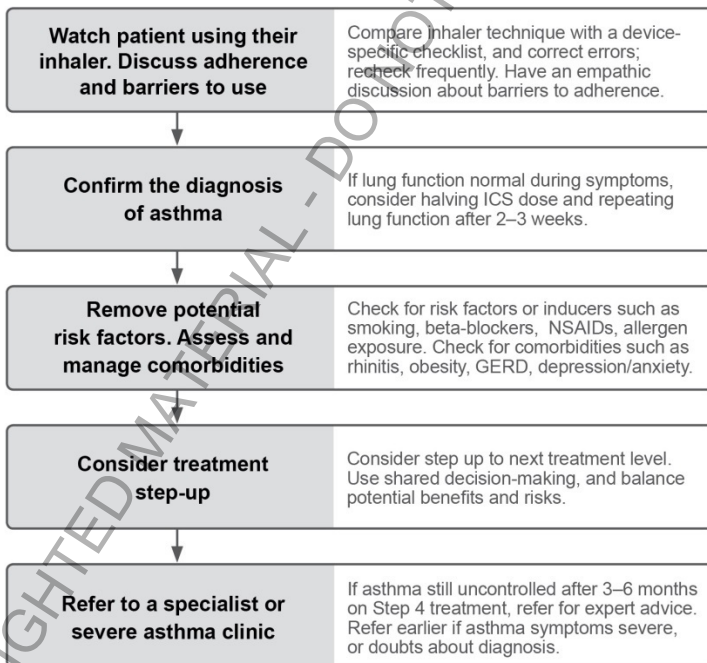 Watch patient using their
inhaler. Discuss adherence
and barriers to use
Compare inhaler technique with a device-
specific checklist, and correct errors;
recheck frequently. Have an empathic
discussion about barriers to adherence.
Confirm the diagnosis
of asthma
If lung function normal during symptoms,
consider halving ICS dose and repeating
lung function after 2–3 weeks.
Remove potential
risk factors. Assess and
manage comorbidities
Check for risk factors or inducers such as
smoking, beta-blockers, NSAIDs, allergen
exposure. Check for comorbidities such as
rhinitis, obesity, GERD, depression/anxiety.
Consider treatment
step-up
Consider step up to next treatment level.
Use shared decision-making, and balance
potential benefits and risks.
Refer to a specialist or
severe asthma clinic
If asthma still uncontrolled after 3–6 months
on Step 4 treatment, refer for expert advice.
Refer earlier if asthma symptoms severe,
or doubts about diagnosis.
IGHTED MATERIAL - DO NOT